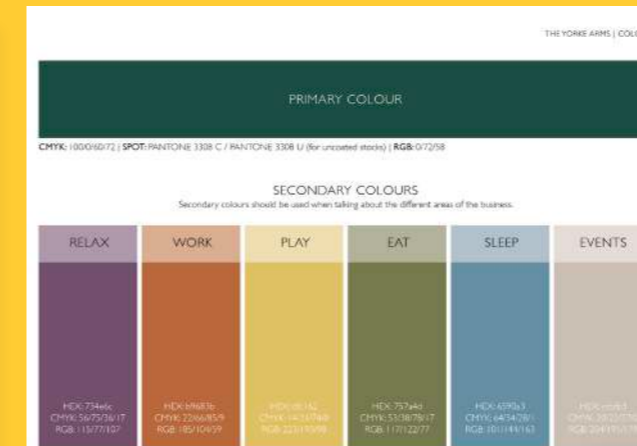 THE YORKE ARMS | COLO
PRIMARY COLOUR
CMYK: 100/0/60/72 | SPOT: PANTONE 3308 C / PANTONE 3308 U (for uncoated stocks) | RGB: 0/72/58
SECONDARY COLOURS
Secondary colours should be used when talking about the different areas of the business.
RELAX WORK PLAY EAT SLEEP EVENTS
HEX: 734e6c HEX: b9683b HEX: 757a4d HEX: 6590a3
CMYK: 56/75/36/17 CMYK: 22/66/85/9 CMYK: 53/38/78/17 CMYK: 64/34/28/1
RGB: 115/77/107 RGB: 185/104/59 RGB: 117/122/77 RGB: 101/144/163